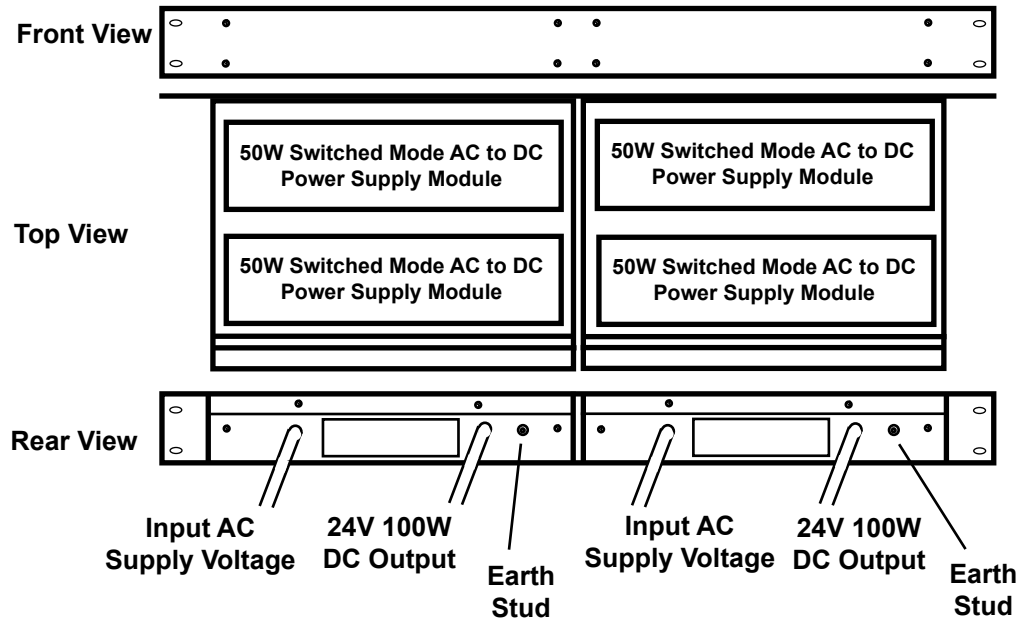 Front View
50W Switched Mode AC to DC
Power Supply Module
50W Switched Mode AC to DC
Power Supply Module
Top View
50W Switched Mode AC to DC
Power Supply Module
50W Switched Mode AC to DC
Power Supply Module
Rear View
Input AC
Supply Voltage
24V 100W
DC Output
Earth
Stud
Input AC
Supply Voltage
24V 100W
DC Output
Earth
Stud